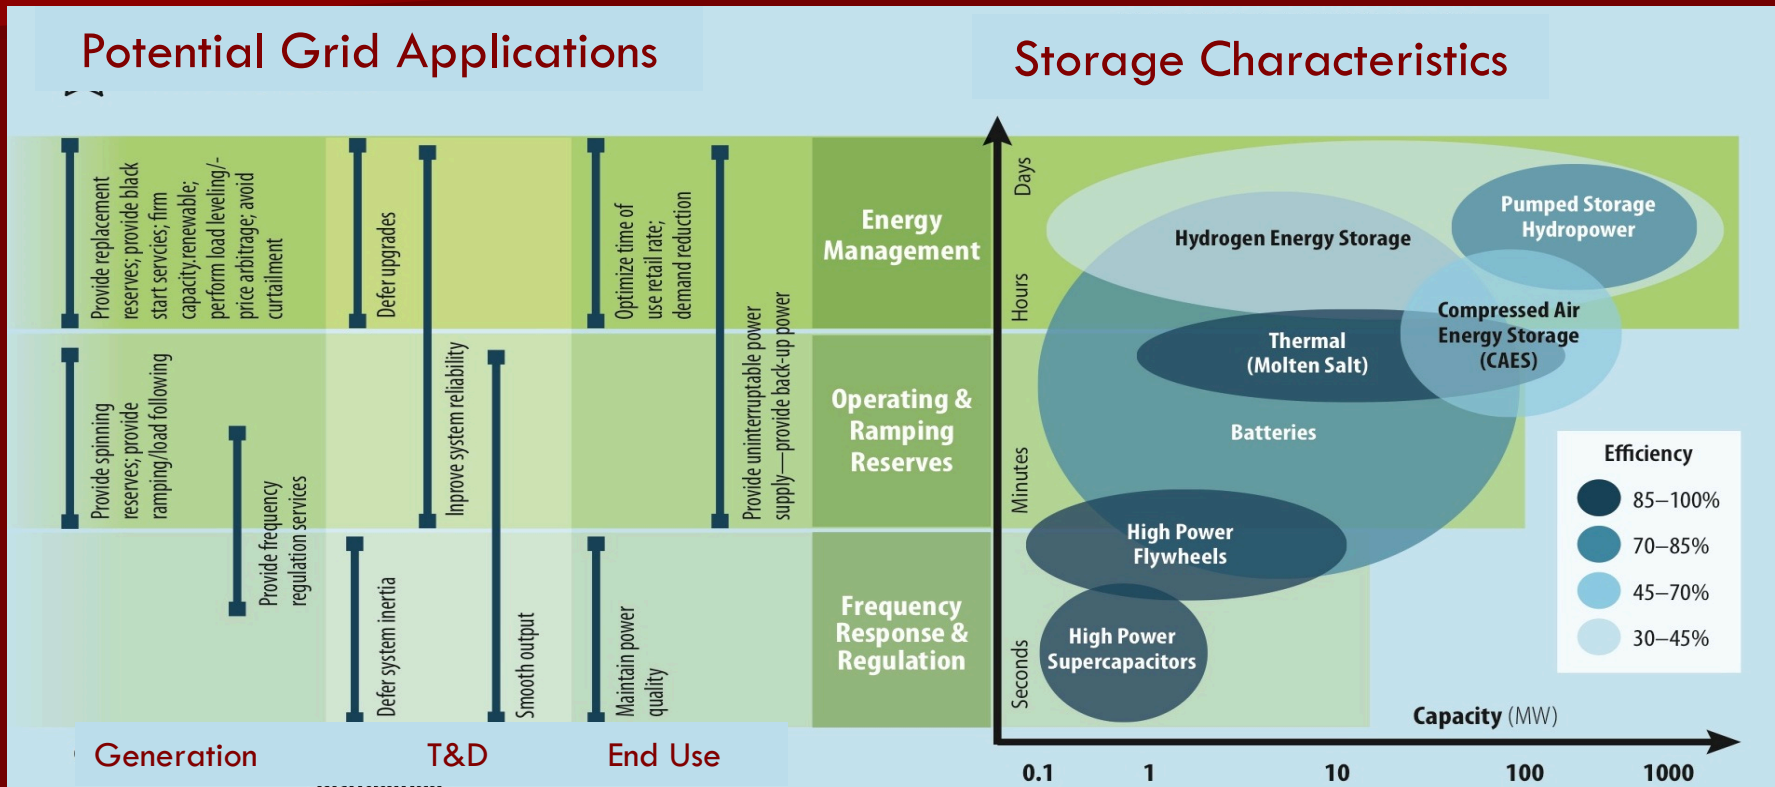 Potential Grid Applications
Storage Characteristics
Provide replacement
reserves; provide black
start servcies; firm
capacity.renewable;
perform load leveling/-
price arbitrage; avoid
curtailment
Provide spinning
reserves; provide
ramping/load following
Provide frequency
regulation services
Defer upgrades
Inprove system reliability
Defer system inertia
Smooth output
Optimize time of
use retail rate;
demand reduction
Provide uninterruptable power
supply—provide back-up power
Maintain power
quality
Energy
Management
Operating &
Ramping
Reserves
Frequency
Response &
Regulation
Generation
T&D
End Use
Days
Hours
Minutes
Seconds
Hydrogen Energy Storage
Pumped Storage
Hydropower
Compressed Air
Energy Storage
(CAES)
Thermal
(Molten Salt)
Batteries
High Power
Flywheels
High Power
Supercapacitors
Efficiency
85–100%
70–85%
45–70%
30–45%
Capacity (MW)
0.1
1
10
100
1000